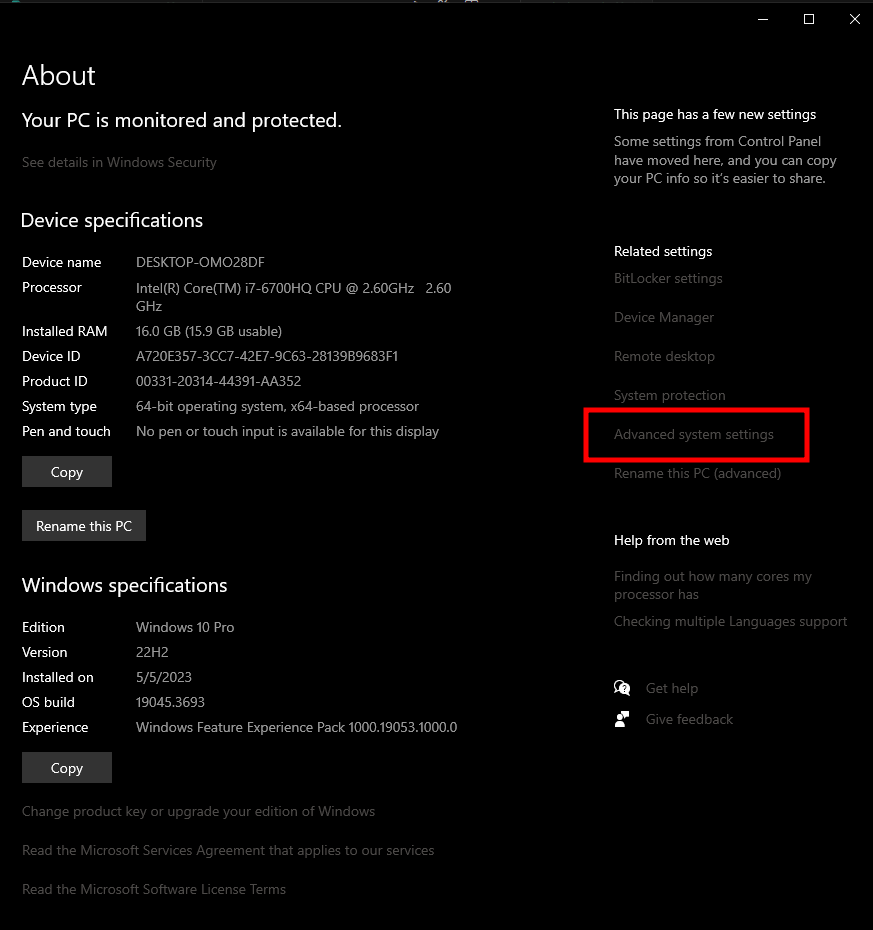 About
Your PC is monitored and protected.
See details in Windows Security
Device specifications
Device name DESKTOP-OMO28DF
Processor Intel(R) Core(TM) i7-6700HQ CPU @ 2.60GHz 2.60
GHz
Installed RAM 16.0 GB (15.9 GB usable)
Device ID A720E357-3CC7-42E7-9C63-28139B9683F1
Product ID 00331-20314-44391-AA352
System type 64-bit operating system, x64-based processor
Pen and touch No pen or touch input is available for this display
Copy
Rename this PC
Windows specifications
Edition Windows 10 Pro
Version 22H2
Installed on 5/5/2023
OS build 19045.3693
Experience Windows Feature Experience Pack 1000.19053.1000.0
Copy
Change product key or upgrade your edition of Windows
Read the Microsoft Services Agreement that applies to our services
Read the Microsoft Software License Terms
This page has a few new settings
Some settings from Control Panel
have moved here, and you can copy
your PC info so it's easier to share.
Related settings
BitLocker settings
Device Manager
Remote desktop
System protection
Advanced system settings
Rename this PC (advanced)
Help from the web
Finding out how many cores my
processor has
Checking multiple Languages support
Get help
Give feedback